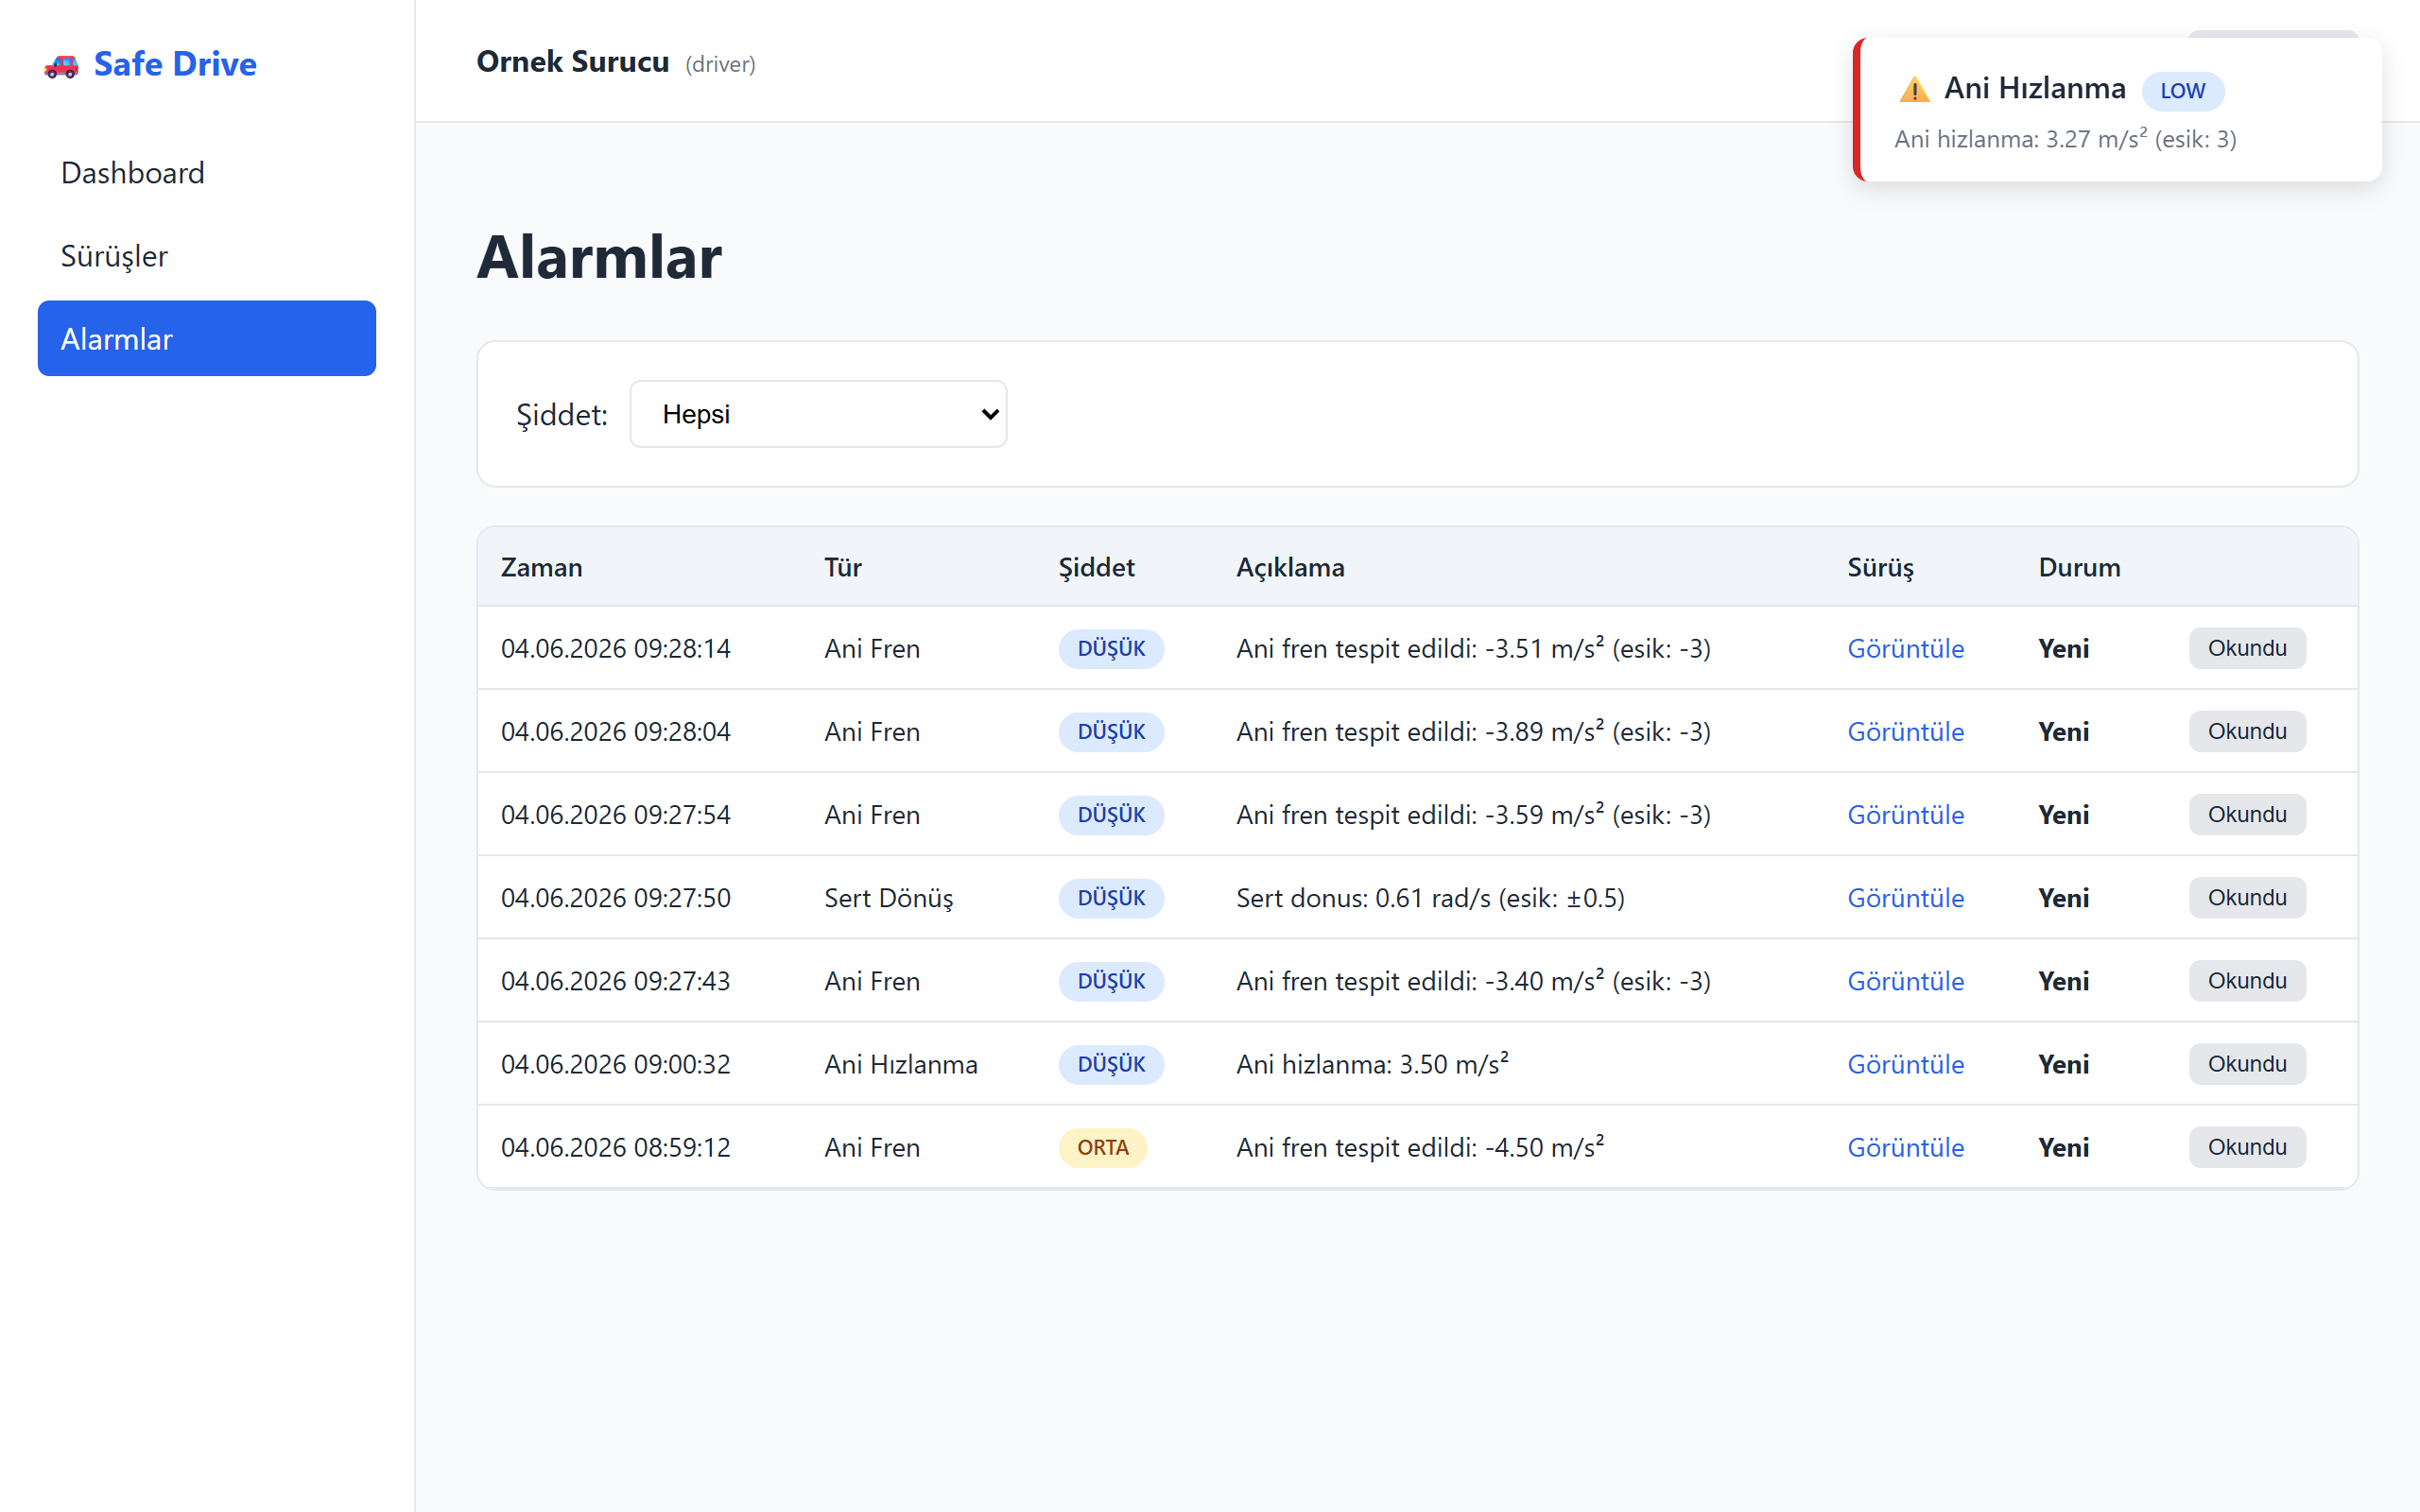 Safe Drive
Dashboard
Sürüşler
Alarmlar
Ornek Surucu (driver)
Ani Hızlanma LOW
Ani hizlanma: 3.27 m/s² (esik: 3)
Alarmlar
Şiddet: Hepsi
Zaman Tür Şiddet Açıklama Sürüş Durum
04.06.2026 09:28:14 Ani Fren DÜŞÜK Ani fren tespit edildi: -3.51 m/s² (esik: -3) Görüntüle Yeni Okundu
04.06.2026 09:28:04 Ani Fren DÜŞÜK Ani fren tespit edildi: -3.89 m/s² (esik: -3) Görüntüle Yeni Okundu
04.06.2026 09:27:54 Ani Fren DÜŞÜK Ani fren tespit edildi: -3.59 m/s² (esik: -3) Görüntüle Yeni Okundu
04.06.2026 09:27:50 Sert Dönüş DÜŞÜK Sert donus: 0.61 rad/s (esik: ±0.5) Görüntüle Yeni Okundu
04.06.2026 09:27:43 Ani Fren DÜŞÜK Ani fren tespit edildi: -3.40 m/s² (esik: -3) Görüntüle Yeni Okundu
04.06.2026 09:00:32 Ani Hızlanma DÜŞÜK Ani hizlanma: 3.50 m/s² Görüntüle Yeni Okundu
04.06.2026 08:59:12 Ani Fren ORTA Ani fren tespit edildi: -4.50 m/s² Görüntüle Yeni Okundu